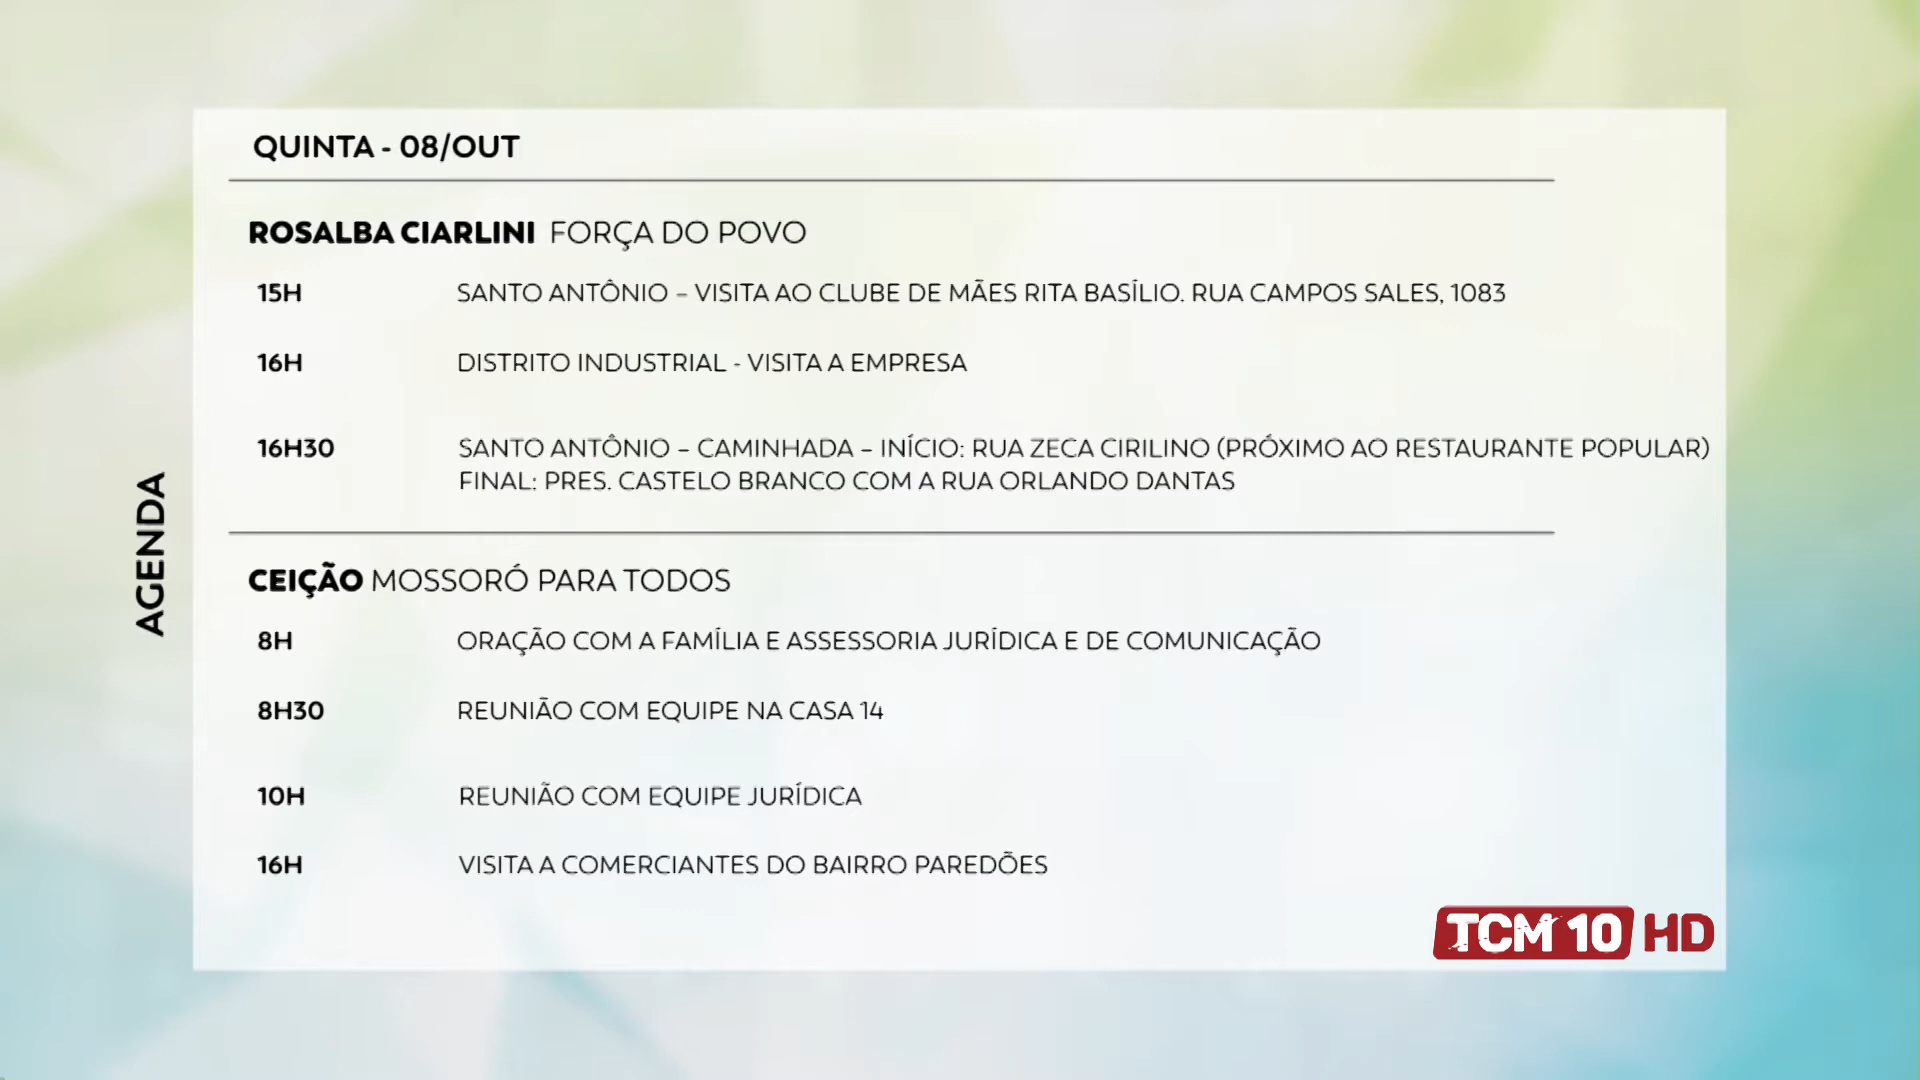 QUINTA - 08/OUT
ROSALBA CIARLINI FORÇA DO POVO
15H SANTO ANTÔNIO – VISITA AO CLUBE DE MÃES RITA BASÍLIO. RUA CAMPOS SALES, 1083
16H DISTRITO INDUSTRIAL - VISITA A EMPRESA
16H30 SANTO ANTÔNIO – CAMINHADA – INÍCIO: RUA ZECA CIRILINO (PRÓXIMO AO RESTAURANTE POPULAR)
FINAL: PRES. CASTELO BRANCO COM A RUA ORLANDO DANTAS
AGENDA
CEIÇÃO MOSSORÓ PARA TODOS
8H ORAÇÃO COM A FAMÍLIA E ASSESSORIA JURÍDICA E DE COMUNICAÇÃO
8H30 REUNIÃO COM EQUIPE NA CASA 14
10H REUNIÃO COM EQUIPE JURÍDICA
16H VISITA A COMERCIANTES DO BAIRRO PAREDÕES
TCM 10 HD